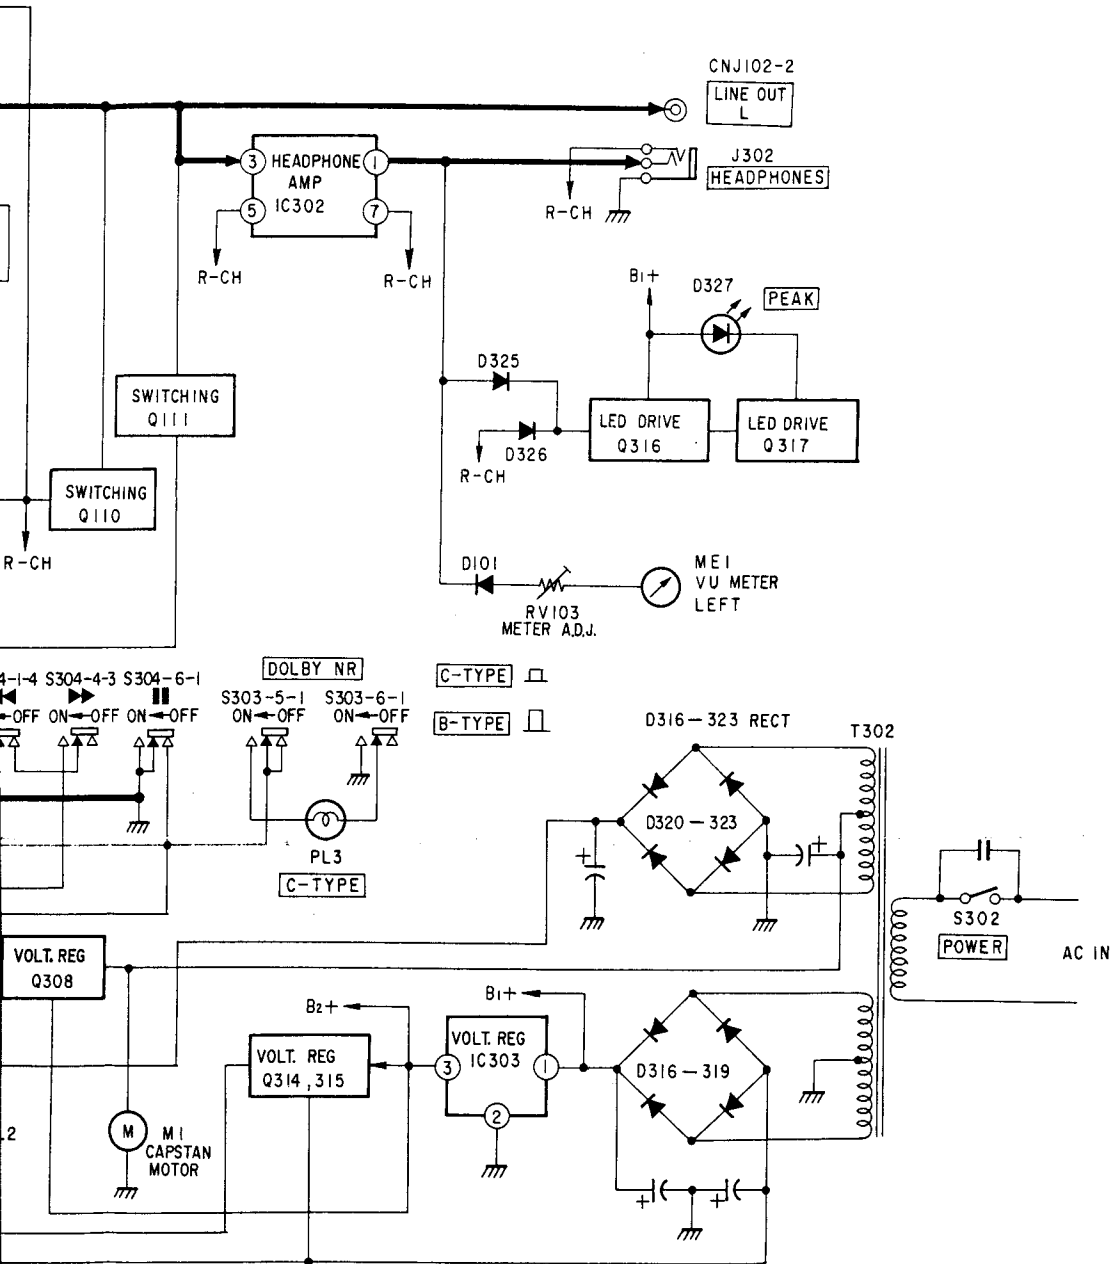 CNJ102-2
LINE OUT
L
J302
HEADPHONES
3
HEADPHONE
1
AMP
IC302
5
7
R-CH
R-CH
R-CH
B1+
D327
PEAK
D325
D326
R-CH
LED DRIVE
Q316
LED DRIVE
Q317
SWITCHING
Q111
SWITCHING
Q110
R-CH
D101
RV103
METER A.D.J.
ME1
VU METER
LEFT
4-1-4 S304-4-3 S304-6-1
←OFF ON←OFF ON←OFF
DOLBY NR
S303-5-1 S303-6-1
ON←OFF ON←OFF
C-TYPE
B-TYPE
PL3
C-TYPE
D316-323 RECT
T302
D320-323
+
+
S302
POWER
AC IN
VOLT. REG
Q308
B2+
B1+
VOLT. REG
Q314, 315
3
VOLT. REG
IC303
1
2
D316-319
+
+
.2
M
M1
CAPSTAN
MOTOR